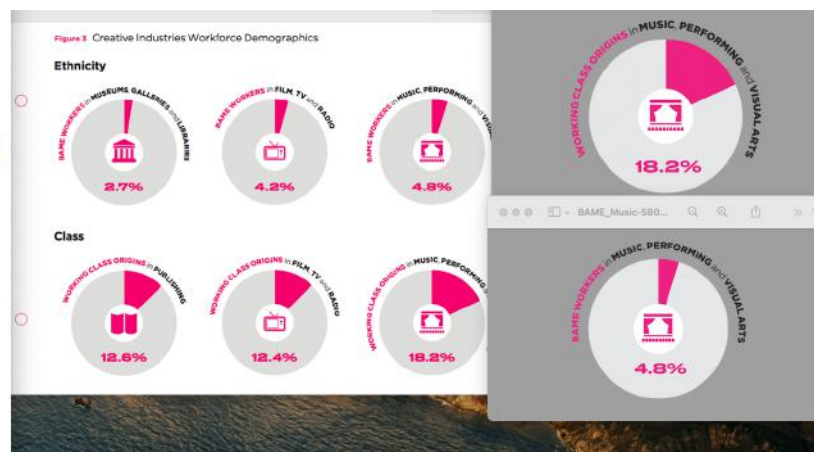 Figure 3 Creative Industries Workforce Demographics
Ethnicity
BAME WORKERS in MUSEUMS, GALLERIES and LIBRARIES
2.7%
BAME WORKERS in FILM, TV and RADIO
4.2%
BAME WORKERS in MUSIC, PERFORMING and
4.8%
Class
WORKING CLASS ORIGINS in PUBLISHING
12.6%
WORKING CLASS ORIGINS in FILM, TV and RADIO
12.4%
WORKING CLASS ORIGINS in MUSIC, PERFORMING
18.2%
WORKING CLASS ORIGINS in MUSIC, PERFORMING and VISUAL ARTS
18.2%
BAME_Music-580...
BAME WORKERS in MUSIC, PERFORMING and VISUAL ARTS
4.8%